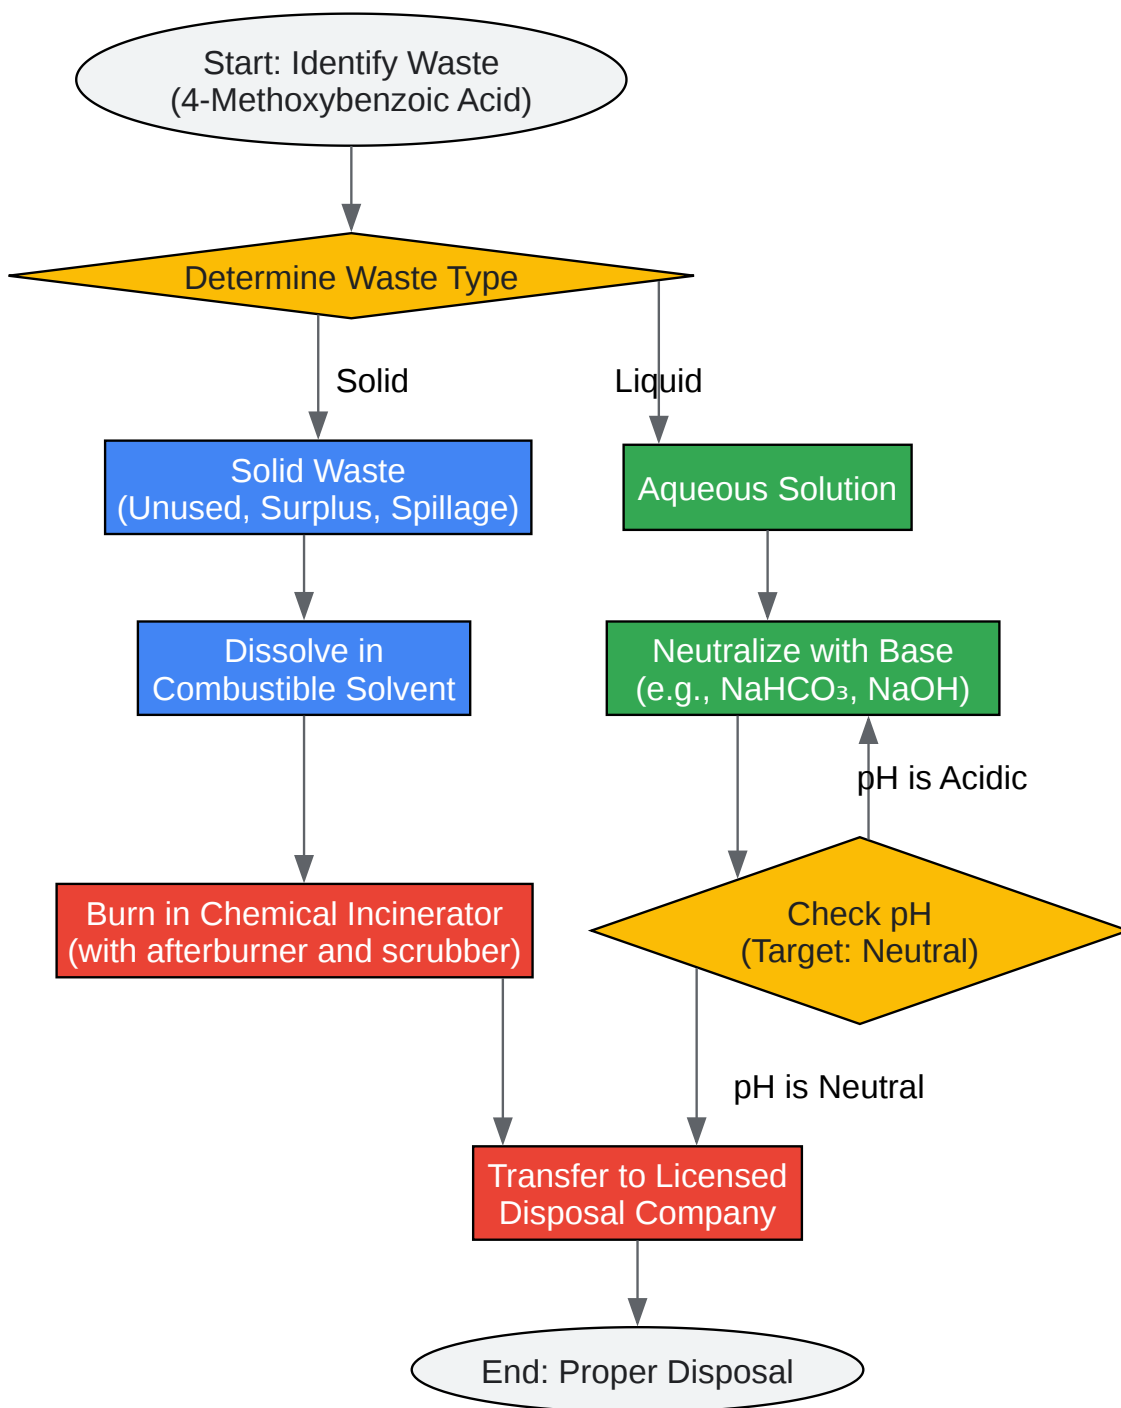 Start: Identify Waste
(4-Methoxybenzoic Acid)
Determine Waste Type
Solid
Liquid
Solid Waste
(Unused, Surplus, Spillage)
Aqueous Solution
Dissolve in
Combustible Solvent
Neutralize with Base
(e.g., NaHCO₃, NaOH)
pH is Acidic
Burn in Chemical Incinerator
(with afterburner and scrubber)
Check pH
(Target: Neutral)
pH is Neutral
Transfer to Licensed
Disposal Company
End: Proper Disposal